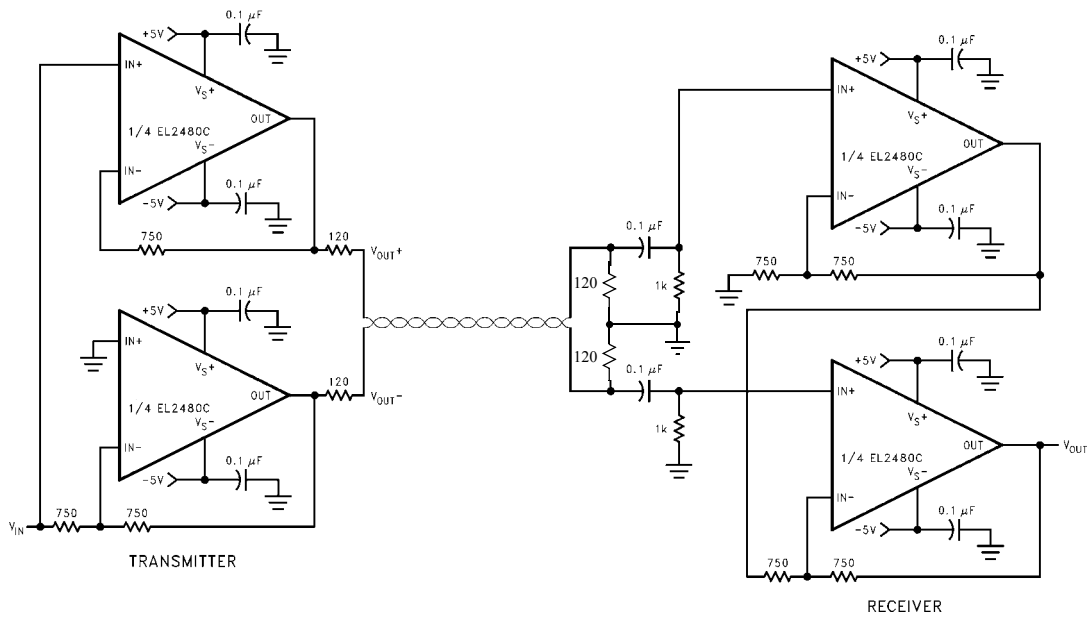 0.1 µF
+5V
IN+
VS+
OUT
1/4 EL2480C
VS-
IN-
0.1 µF
-5V
750
120
VOUT+
0.1 µF
+5V
IN+
VS+
120
OUT
VOUT-
1/4 EL2480C
VS-
IN-
0.1 µF
-5V
VIN
750
750
TRANSMITTER
0.1 µF
120
1k
120
0.1 µF
1k
0.1 µF
+5V
IN+
VS+
OUT
1/4 EL2480C
VS-
IN-
0.1 µF
-5V
750
750
0.1 µF
+5V
IN+
VS+
OUT
VOUT
1/4 EL2480C
VS-
IN-
0.1 µF
-5V
750
750
RECEIVER